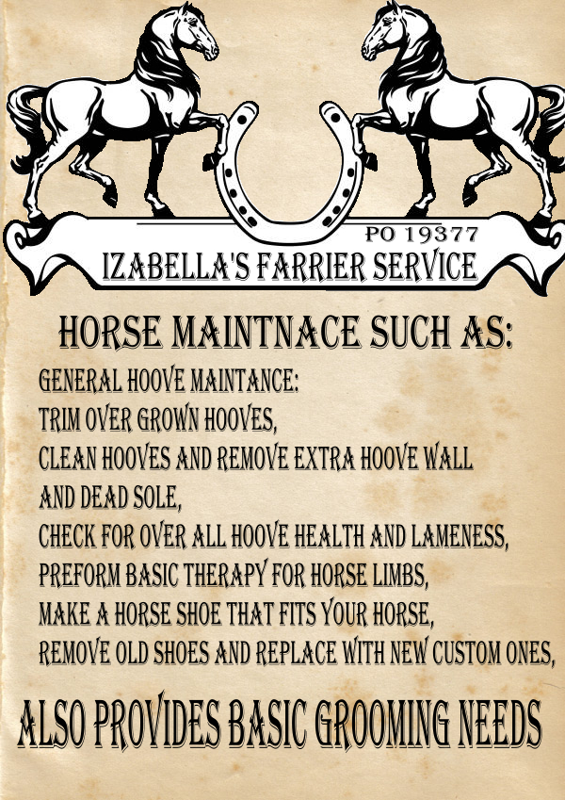 PO 19377
IZABELLA'S FARRIER SERVICE
HORSE MAINTNACE SUCH AS:
GENERAL HOOVE MAINTANCE:
TRIM OVER GROWN HOOVES,
CLEAN HOOVES AND REMOVE EXTRA HOOVE WALL
AND DEAD SOLE,
CHECK FOR OVER ALL HOOVE HEALTH AND LAMENESS,
PREFORM BASIC THERAPY FOR HORSE LIMBS,
MAKE A HORSE SHOE THAT FITS YOUR HORSE,
REMOVE OLD SHOES AND REPLACE WITH NEW CUSTOM ONES,
ALSO PROVIDES BASIC GROOMING NEEDS